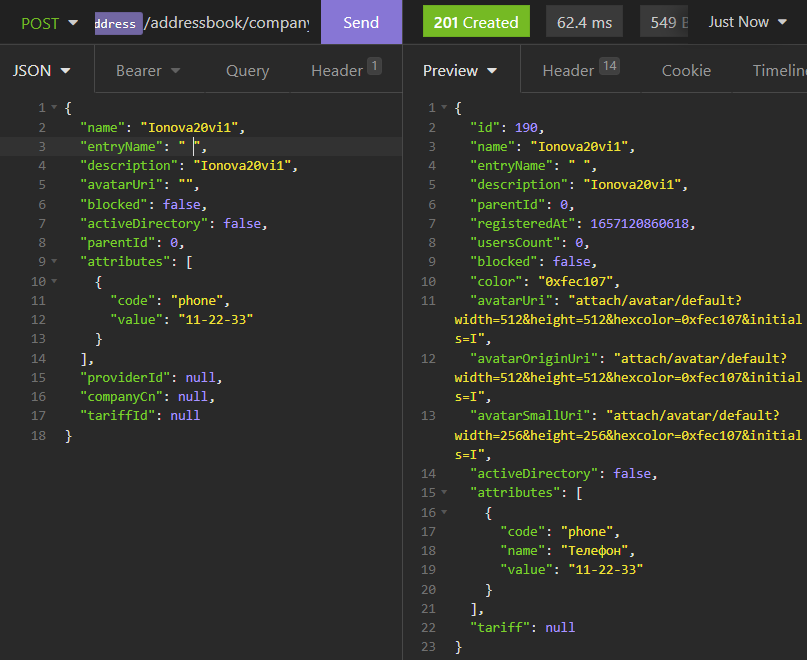 POST ddress /addressbook/company Send 201 Created 62.4 ms 549 B Just Now
JSON Bearer Query Header 1 Preview Header 14 Cookie Timelin
1 {
2 "name": "Ionova20vi1",
3 "entryName": " ",
4 "description": "Ionova20vi1",
5 "avatarUri": "",
6 "blocked": false,
7 "activeDirectory": false,
8 "parentId": 0,
9 "attributes": [
10 {
11 "code": "phone",
12 "value": "11-22-33"
13 }
14 ],
15 "providerId": null,
16 "companyCn": null,
17 "tariffId": null
18 }
1 {
2 "id": 190,
3 "name": "Ionova20vi1",
4 "entryName": " ",
5 "description": "Ionova20vi1",
6 "parentId": 0,
7 "registeredAt": 1657120860618,
8 "usersCount": 0,
9 "blocked": false,
10 "color": "0xfec107",
11 "avatarUri": "attach/avatar/default?
width=512&height=512&hexcolor=0xfec107&initial
s=I",
12 "avatarOriginUri": "attach/avatar/default?
width=512&height=512&hexcolor=0xfec107&initial
s=I",
13 "avatarSmallUri": "attach/avatar/default?
width=256&height=256&hexcolor=0xfec107&initial
s=I",
14 "activeDirectory": false,
15 "attributes": [
16 {
17 "code": "phone",
18 "name": "Телефон",
19 "value": "11-22-33"
20 }
21 ],
22 "tariff": null
23 }